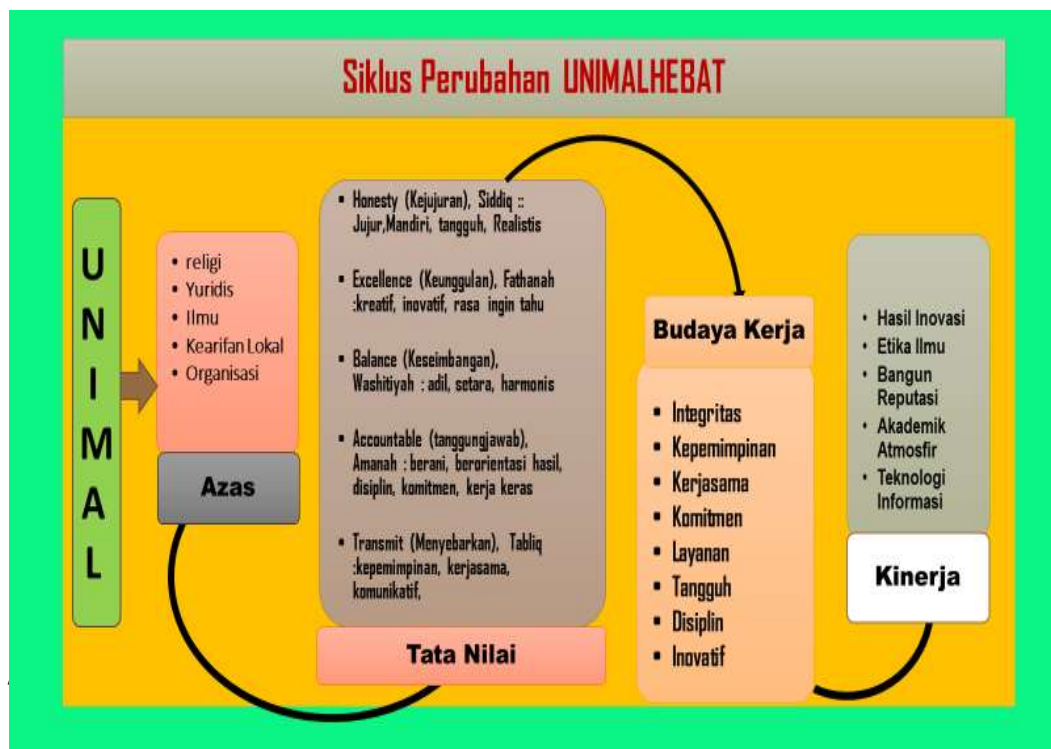 Siklus Perubahan UNIMALHEBAT
UNIMAL
• religi
• Yuridis
• Ilmu
• Kearifan Lokal
• Organisasi
Azas
▪ Honesty (Kejujuran), Siddiq ::
Jujur,Mandiri, tangguh, Realistis
▪ Excellence (Keunggulan), Fathanah
:kreatif, inovatif, rasa ingin tahu
▪ Balance (Keseimbangan),
Washitiyah : adil, setara, harmonis
▪ Accountable (tanggungjawab),
Amanah : berani, berorientasi hasil,
disiplin, komitmen, kerja keras
▪ Transmit (Menyebarkan), Tabliq
:kepemimpinan, kerjasama,
komunikatif,
Tata Nilai
Budaya Kerja
▪ Integritas
▪ Kepemimpinan
▪ Kerjasama
▪ Komitmen
▪ Layanan
▪ Tangguh
▪ Disiplin
▪ Inovatif
• Hasil Inovasi
• Etika Ilmu
• Bangun
Reputasi
• Akademik
Atmosfir
• Teknologi
Informasi
Kinerja